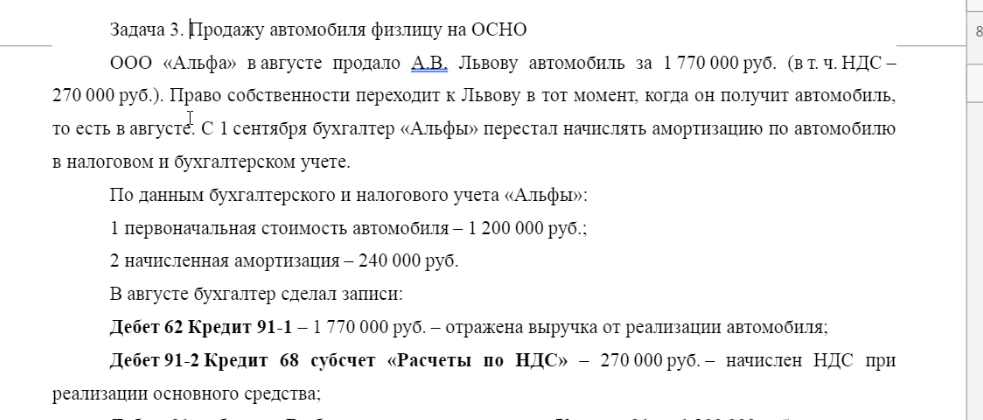 Задача 3. Продажу автомобиля физлицу на ОСНО
8
ООО «Альфа» в августе продало А.В. Львову автомобиль за 1 770 000 руб. (в т. ч. НДС –
270 000 руб.). Право собственности переходит к Львову в тот момент, когда он получит автомобиль,
то есть в августе. С 1 сентября бухгалтер «Альфы» перестал начислять амортизацию по автомобилю
в налоговом и бухгалтерском учете.
По данным бухгалтерского и налогового учета «Альфы»:
1 первоначальная стоимость автомобиля – 1 200 000 руб.;
2 начисленная амортизация – 240 000 руб.
В августе бухгалтер сделал записи:
Дебет 62 Кредит 91-1 – 1 770 000 руб. – отражена выручка от реализации автомобиля;
Дебет 91-2 Кредит 68 субсчет «Расчеты по НДС» – 270 000 руб. – начислен НДС при
реализации основного средства;